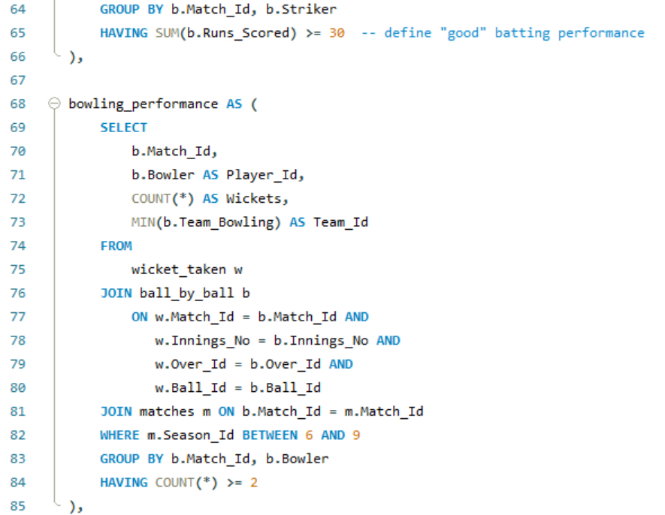 64 GROUP BY b.Match_Id, b.Striker
65 HAVING SUM(b.Runs_Scored) >= 30 -- define "good" batting performance
66 ),
67
68 bowling_performance AS (
69 SELECT
70 b.Match_Id,
71 b.Bowler AS Player_Id,
72 COUNT(*) AS Wickets,
73 MIN(b.Team_Bowling) AS Team_Id
74 FROM
75 wicket_taken w
76 JOIN ball_by_ball b
77 ON w.Match_Id = b.Match_Id AND
78 w.Innings_No = b.Innings_No AND
79 w.Over_Id = b.Over_Id AND
80 w.Ball_Id = b.Ball_Id
81 JOIN matches m ON b.Match_Id = m.Match_Id
82 WHERE m.Season_Id BETWEEN 6 AND 9
83 GROUP BY b.Match_Id, b.Bowler
84 HAVING COUNT(*) >= 2
85 ),